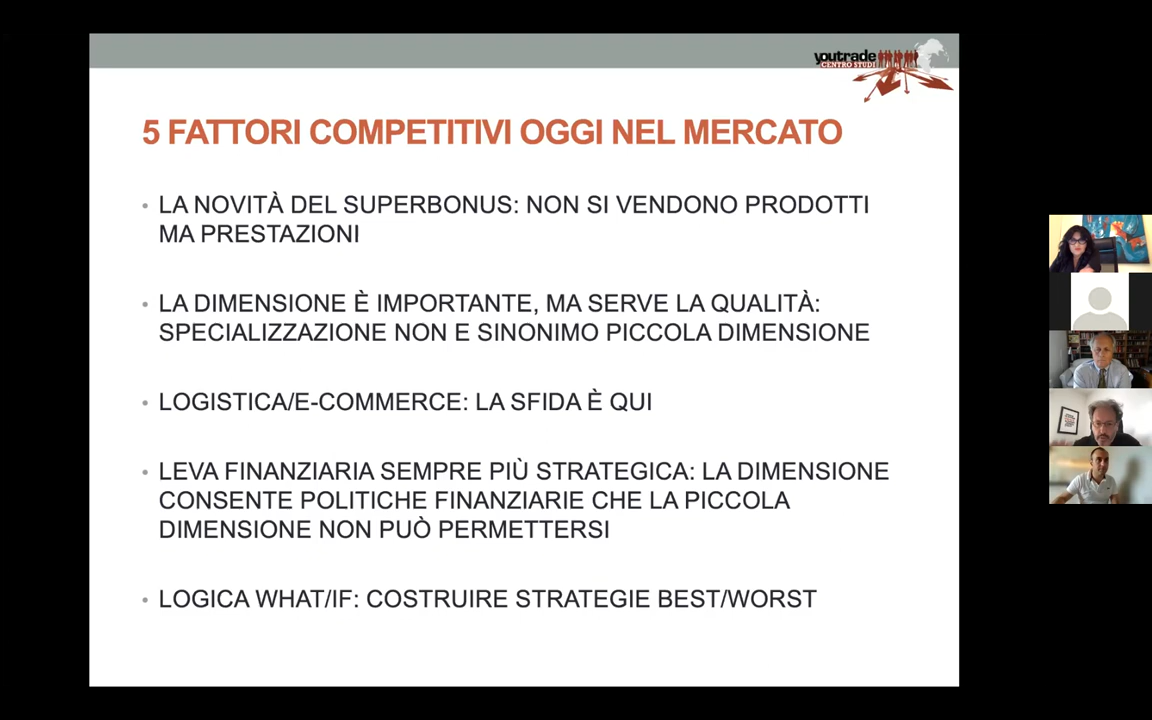 youtrade
CENTRO STUDI
5 FATTORI COMPETITIVI OGGI NEL MERCATO
• LA NOVITÀ DEL SUPERBONUS: NON SI VENDONO PRODOTTI
MA PRESTAZIONI
• LA DIMENSIONE È IMPORTANTE, MA SERVE LA QUALITÀ:
SPECIALIZZAZIONE NON E SINONIMO PICCOLA DIMENSIONE
• LOGISTICA/E-COMMERCE: LA SFIDA È QUI
• LEVA FINANZIARIA SEMPRE PIÙ STRATEGICA: LA DIMENSIONE
CONSENTE POLITICHE FINANZIARIE CHE LA PICCOLA
DIMENSIONE NON PUÒ PERMETTERSI
• LOGICA WHAT/IF: COSTRUIRE STRATEGIE BEST/WORST